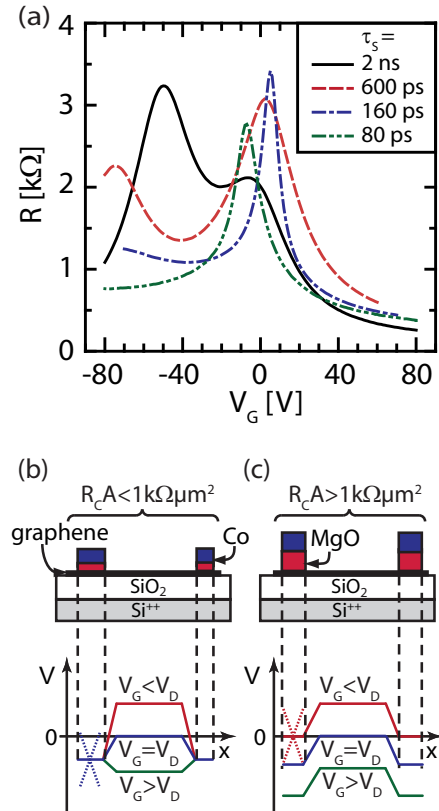 (a)
τS =
2 ns
600 ps
160 ps
80 ps
4
3
2
1
0
R [kΩ]
-80 -40 0 40 80
VG [V]
(b)
RCA<1kΩμm²
graphene
Co
SiO2
Si++
V
0
VG<VD
VG=VD
VG>VD
x
(c)
RCA>1kΩμm²
MgO
SiO2
Si++
V
0
VG<VD
VG=VD
VG>VD
x